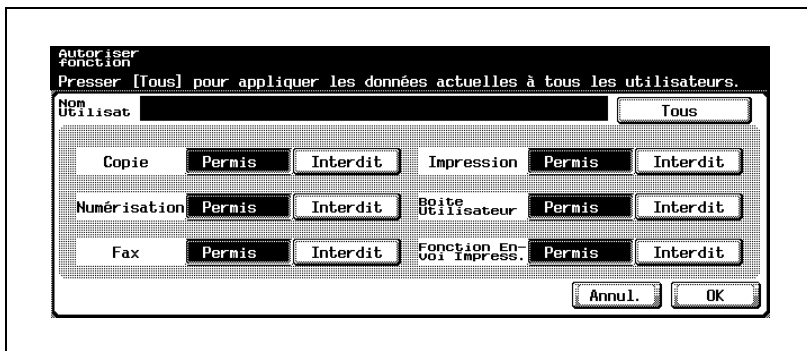 Autoriser
fonction
Presser [Tous] pour appliquer les données actuelles à tous les utilisateurs.
Nom
Utilisat
Tous
Copie Permis Interdit Impression Permis Interdit
Numérisation Permis Interdit Boite
Utilisateur Permis Interdit
Fax Permis Interdit Fonction En-
voi Impress. Permis Interdit
Annul. OK